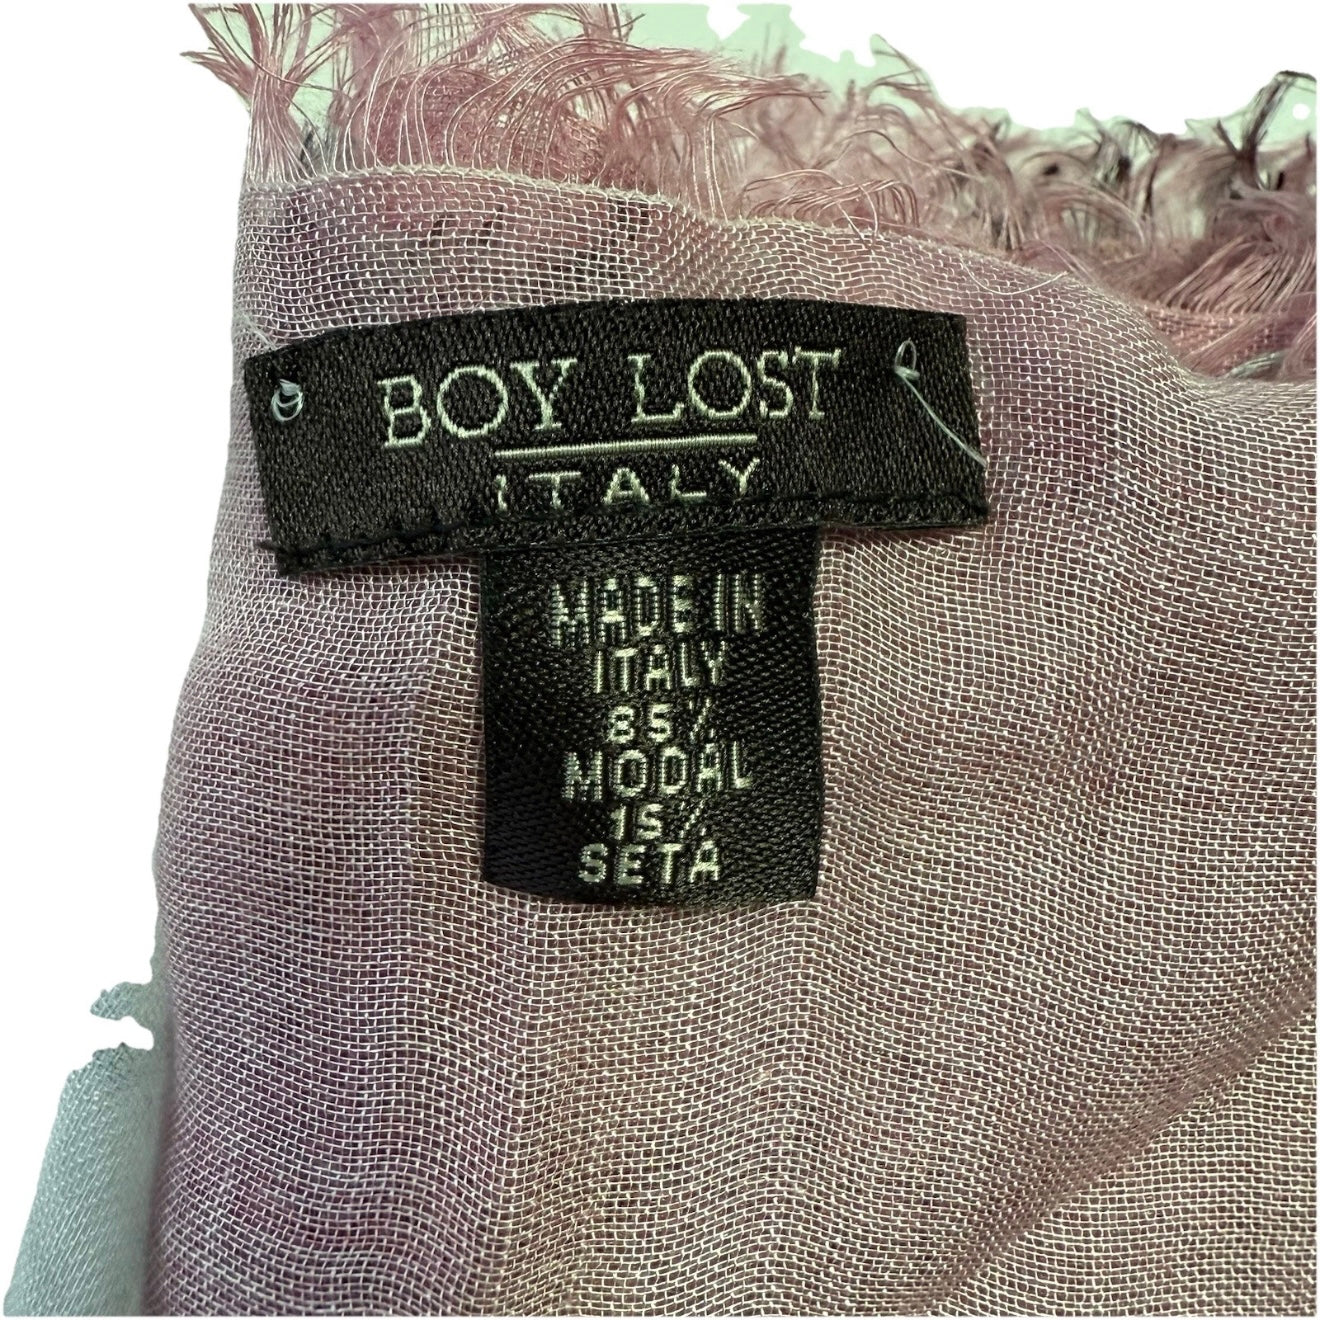 BOY LOST
ITALY
MADE IN
ITALY
85%
MODAL
15%
SETA